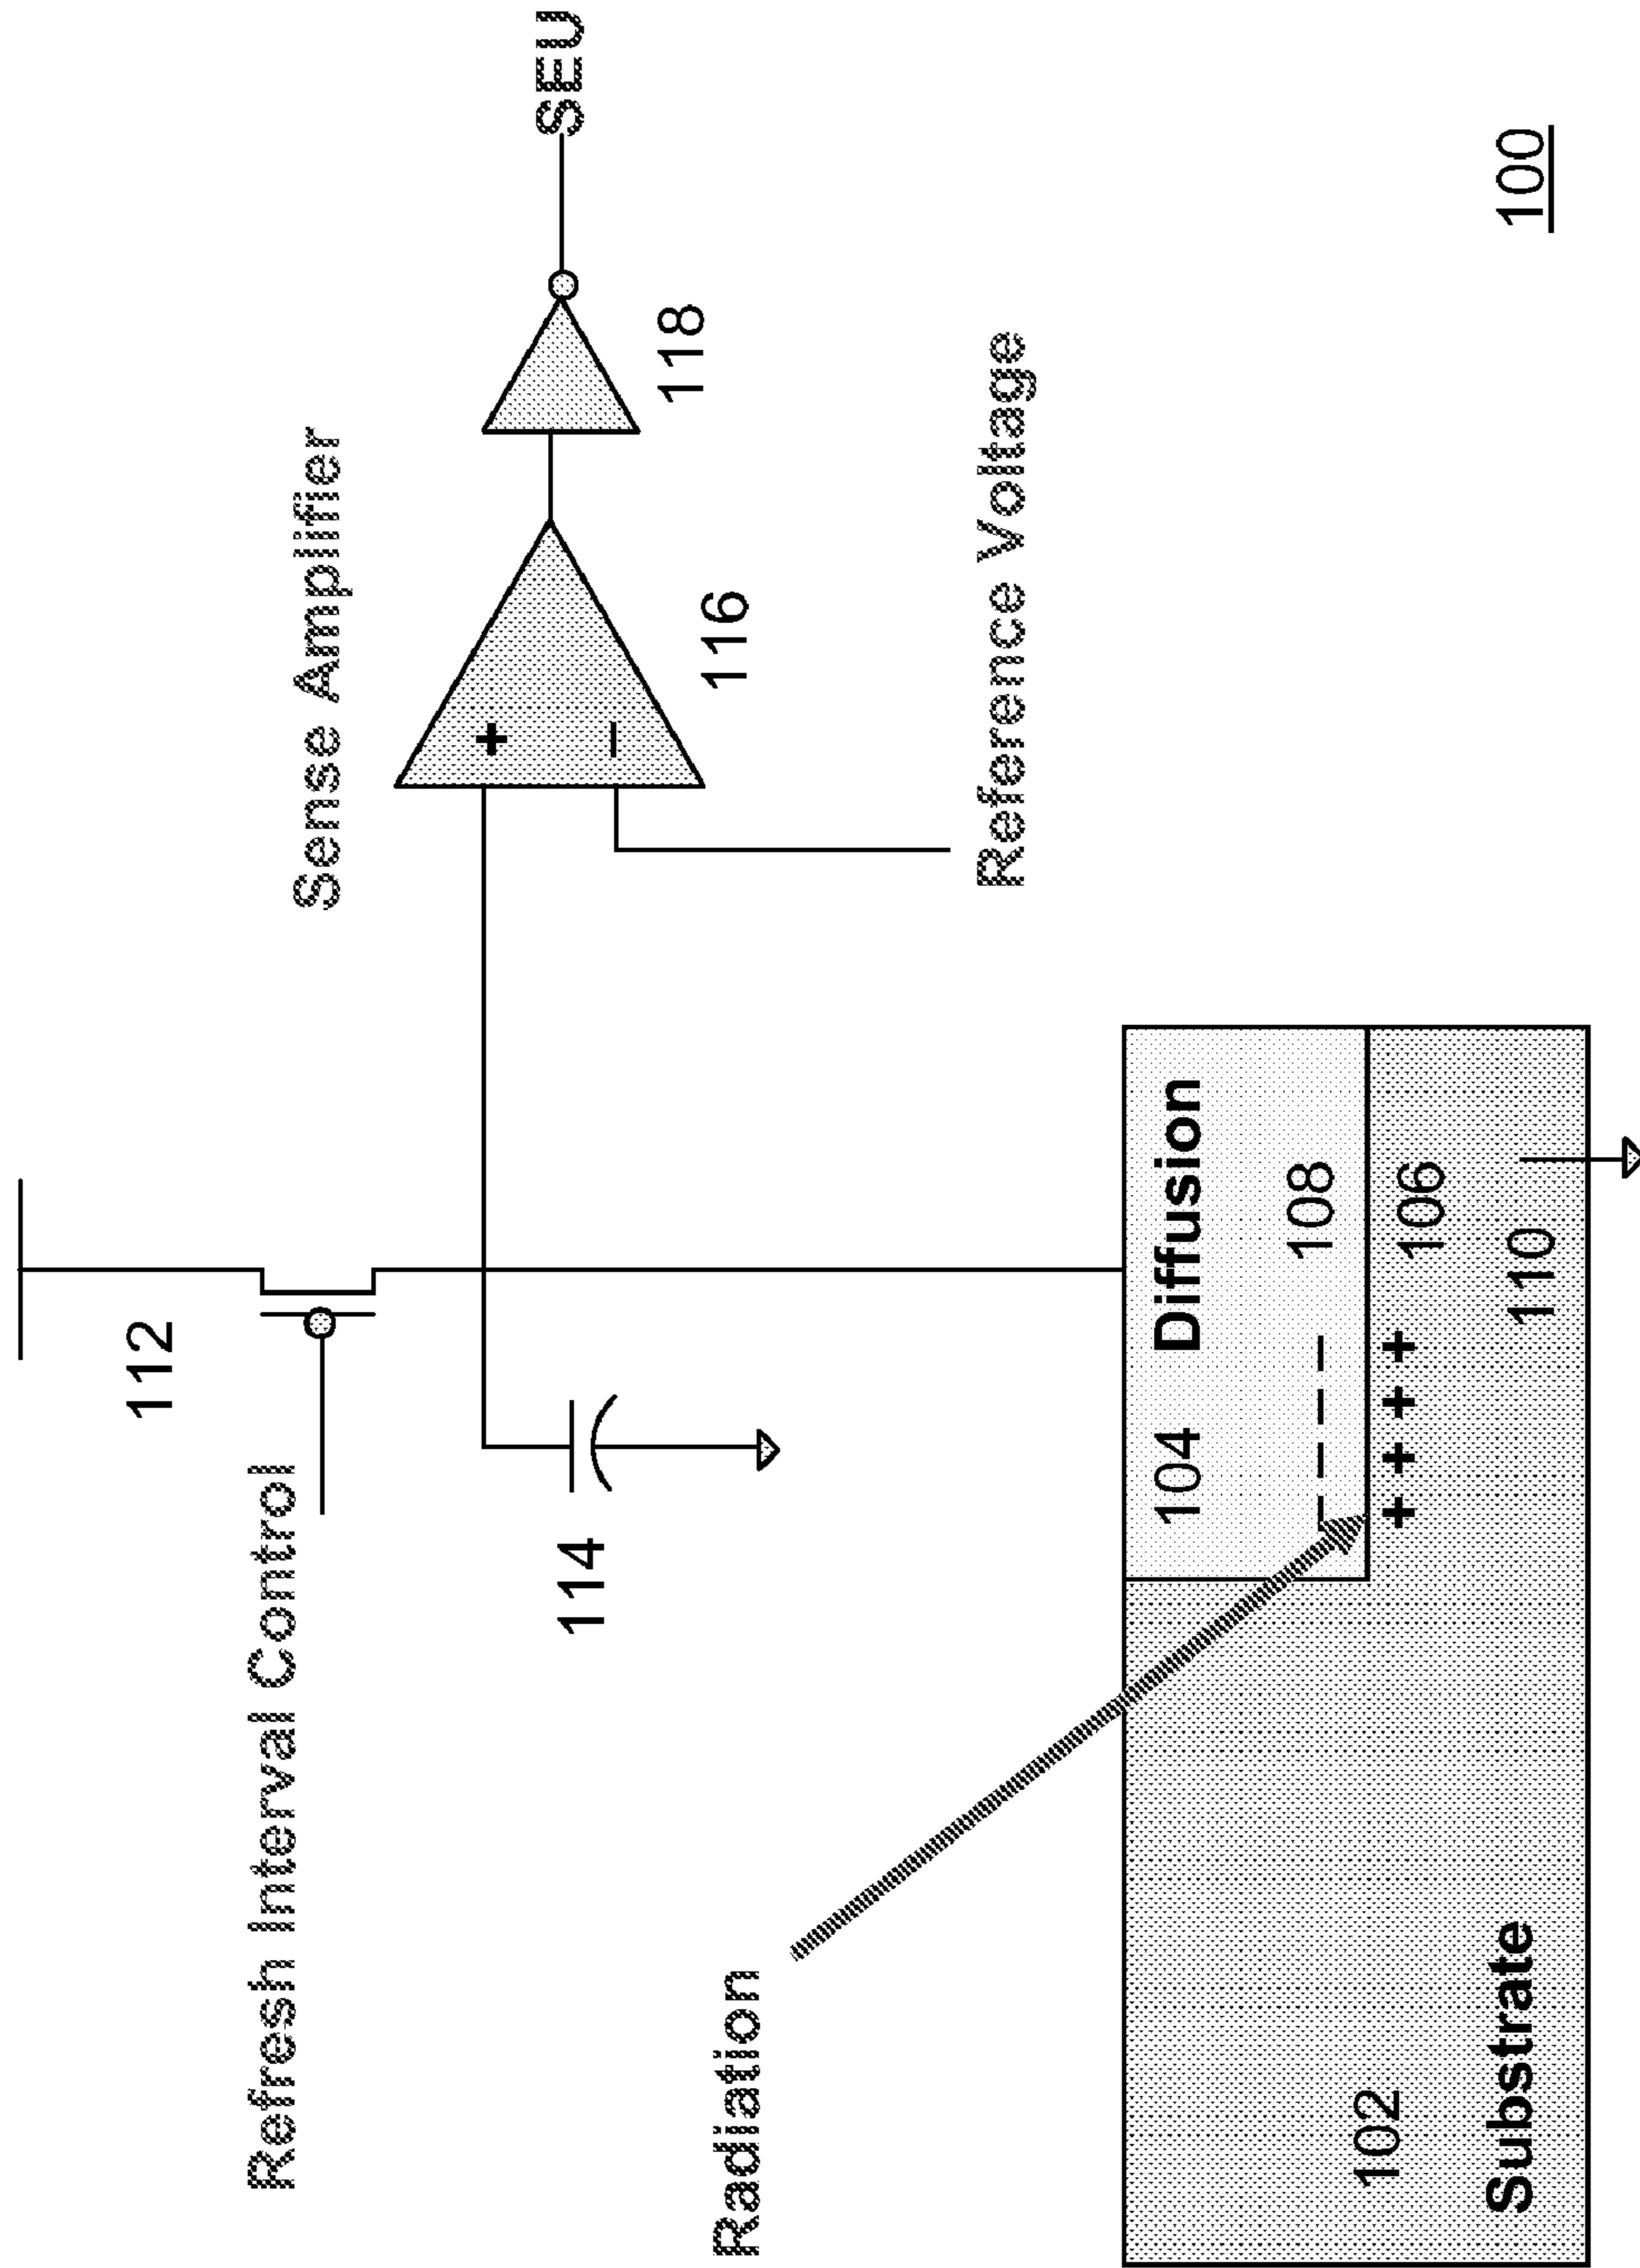 112
Refresh Interval Control
Sense Amplifier
SEU
114
+
−
118
116
Radiation
Reference Voltage
104 Diffusion
− − − − 108
+ + + + 106
102
110
Substrate
100